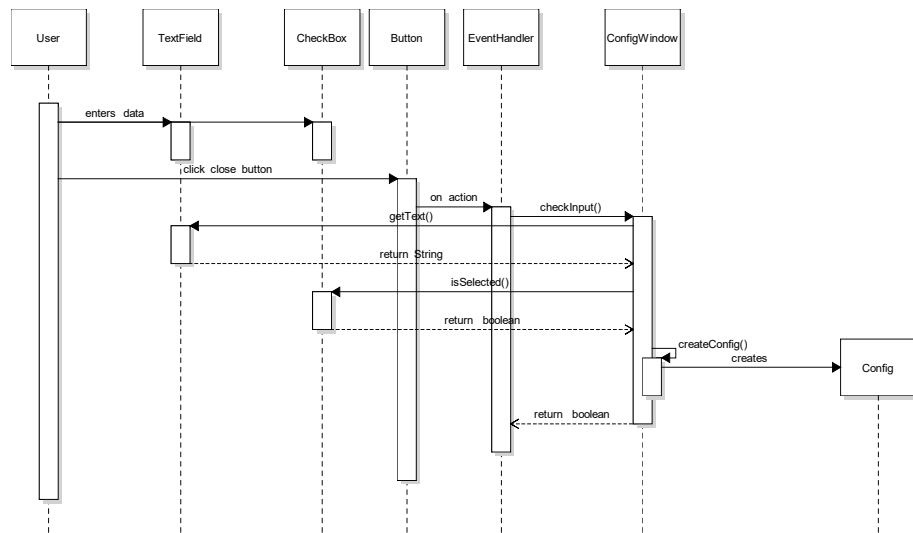 User
TextField
CheckBox
Button
EventHandler
ConfigWindow
enters data
click close button
on action
checkInput()
getText()
return String
isSelected()
return boolean
createConfig()
creates
Config
return boolean